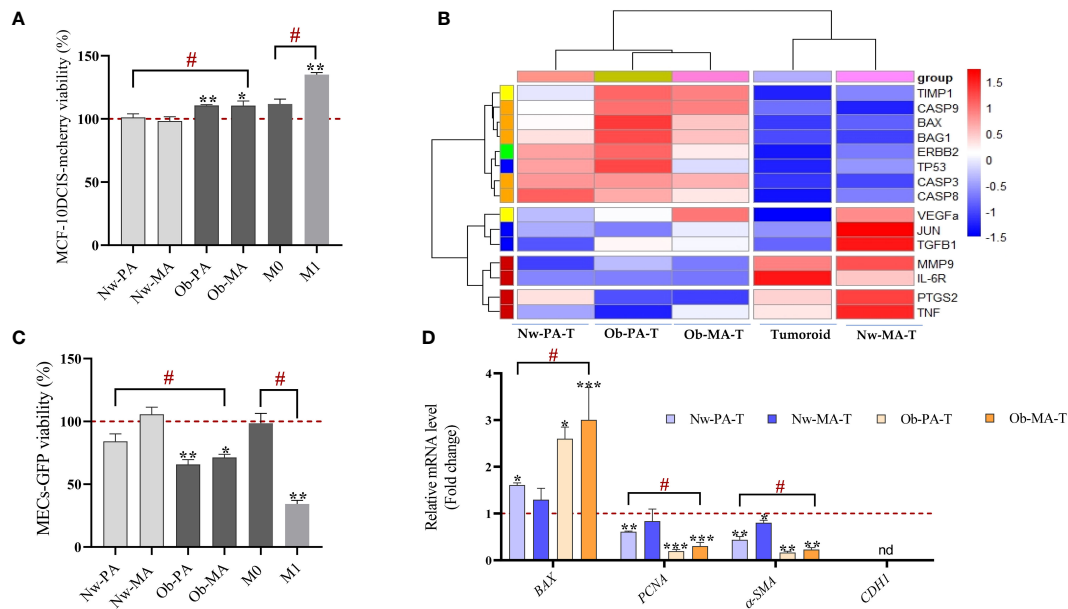 A
MCF-10DCIS-mcherry viability (%)
150
100
50
0
#
#
**
*
**
Nw-PA
Nw-MA
Ob-PA
Ob-MA
M0
M1
B
group
TIMP1
CASP9
BAX
BAG1
ERBB2
TP53
CASP3
CASP8
VEGFa
JUN
TGFB1
MMP9
IL-6R
PTGS2
TNF
1.5
1
0.5
0
-0.5
-1
-1.5
Nw-PA-T
Ob-PA-T
Ob-MA-T
Tumoroid
Nw-MA-T
C
MECs-GFP viability (%)
150
100
50
0
#
#
**
*
**
Nw-PA
Nw-MA
Ob-PA
Ob-MA
M0
M1
D
Relative mRNA level
(Fold change)
4
3
2
1
0
#
#
#
*
*
***
**
***
***
**
*
**
**
nd
Nw-PA-T
Nw-MA-T
Ob-PA-T
Ob-MA-T
BAX
PCNA
α-SMA
CDH1